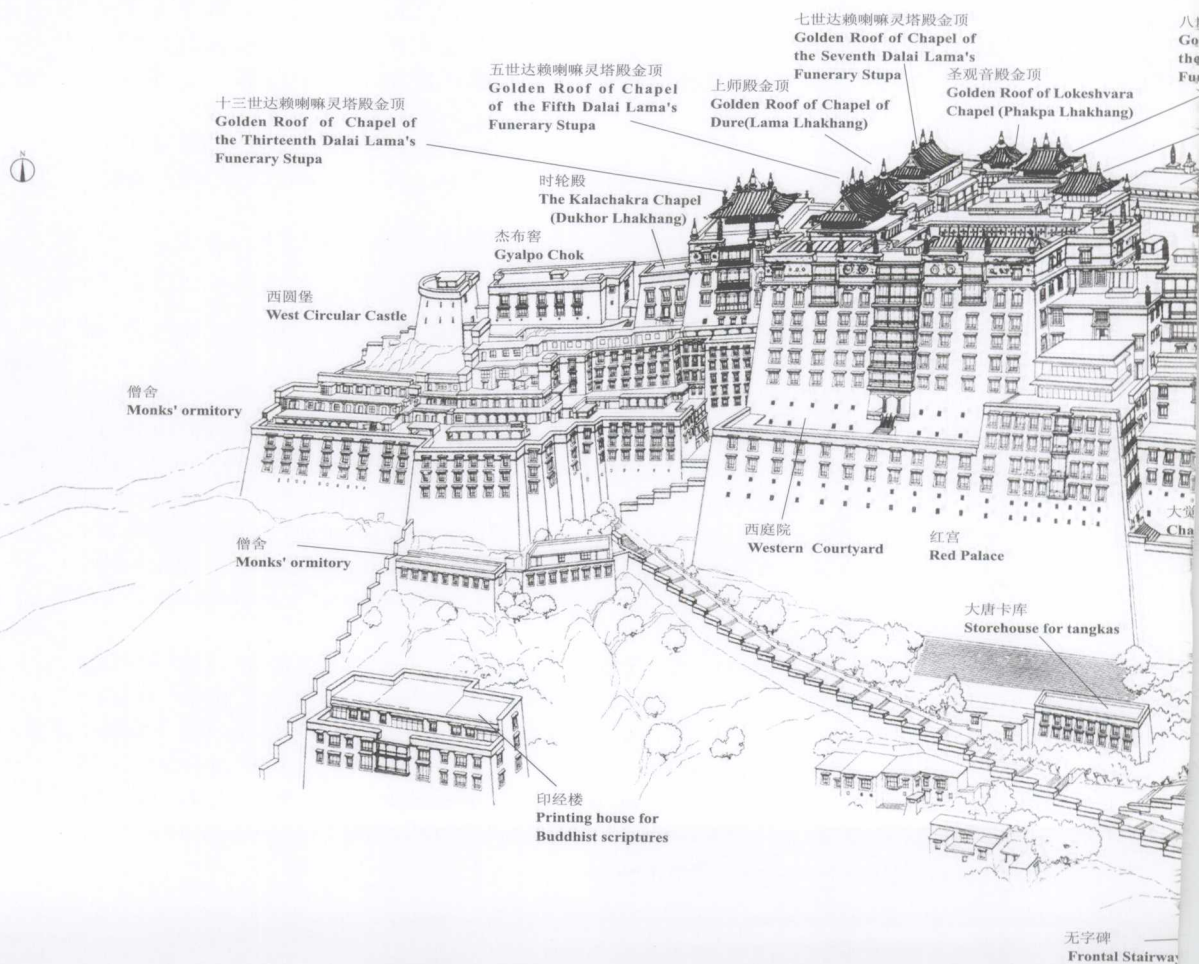 七世达赖喇嘛灵塔殿金顶
Golden Roof of Chapel of
the Seventh Dalai Lama's
Funerary Stupa
五世达赖喇嘛灵塔殿金顶
Golden Roof of Chapel
of the Fifth Dalai Lama's
Funerary Stupa
上师殿金顶
Golden Roof of Chapel of
Dure(Lama Lhakhang)
圣观音殿金顶
Golden Roof of Lokeshvara
Chapel (Phakpa Lhakhang)
十三世达赖喇嘛灵塔殿金顶
Golden Roof of Chapel of
the Thirteenth Dalai Lama's
Funerary Stupa
N
时轮殿
The Kalachakra Chapel
(Dukhor Lhakhang)
杰布窖
Gyalpo Chok
西圆堡
West Circular Castle
僧舍
Monks' ormitory
僧舍
Monks' ormitory
西庭院
Western Courtyard
红宫
Red Palace
大唐卡库
Storehouse for tangkas
印经楼
Printing house for
Buddhist scriptures
无字碑
Frontal Stairway